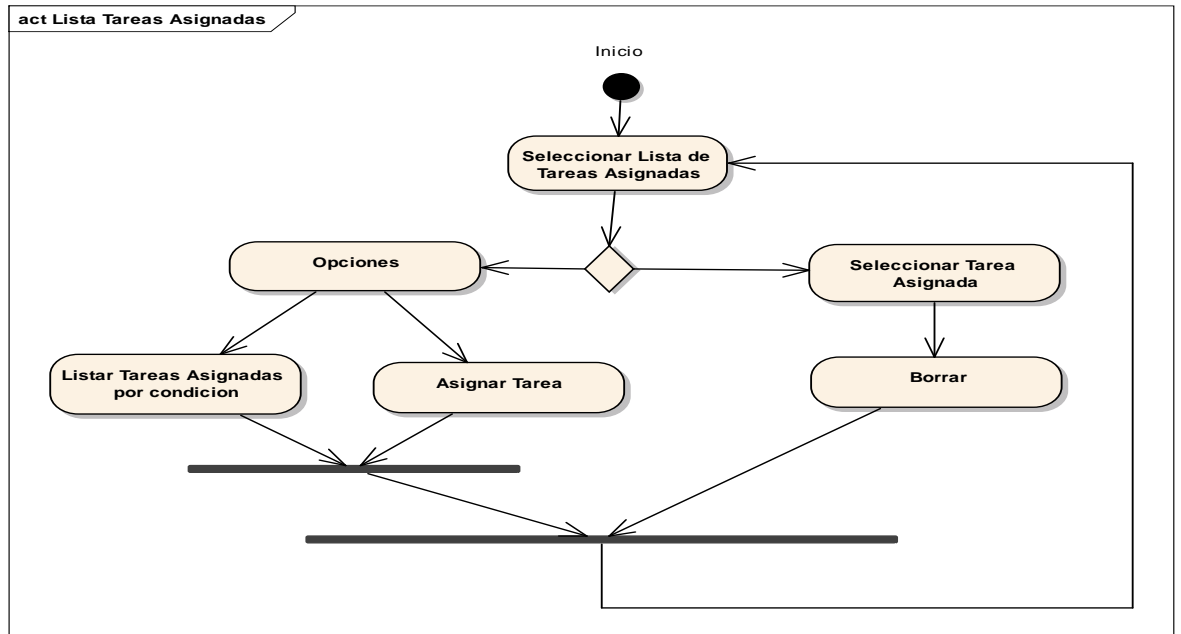 act Lista Tareas Asignadas
Inicio
Seleccionar Lista de
Tareas Asignadas
Opciones
Seleccionar Tarea
Asignada
Listar Tareas Asignadas
por condicion
Asignar Tarea
Borrar